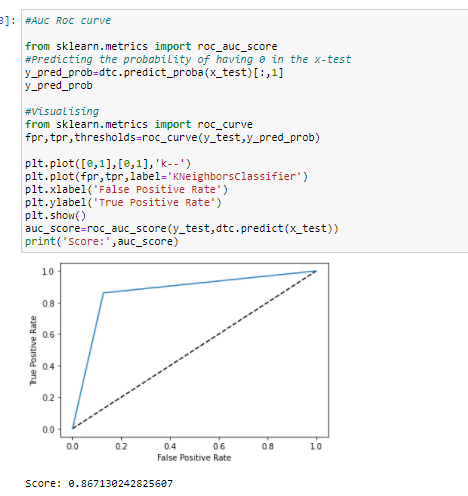 8]:
#Auc Roc curve
from sklearn.metrics import roc_auc_score
#Predicting the probability of having 0 in the x-test
y_pred_prob=dtc.predict_proba(x_test)[:,1]
y_pred_prob
#Visualising
from sklearn.metrics import roc_curve
fpr,tpr,thresholds=roc_curve(y_test,y_pred_prob)
plt.plot([0,1],[0,1],'k--')
plt.plot(fpr,tpr,label='KNeighborsClassifier')
plt.xlabel('False Positive Rate')
plt.ylabel('True Positive Rate')
plt.show()
auc_score=roc_auc_score(y_test,dtc.predict(x_test))
print('Score:',auc_score)
True Positive Rate
1.0
0.8
0.6
0.4
0.2
0.0
0.0 0.2 0.4 0.6 0.8 1.0
False Positive Rate
Score: 0.867130242825607